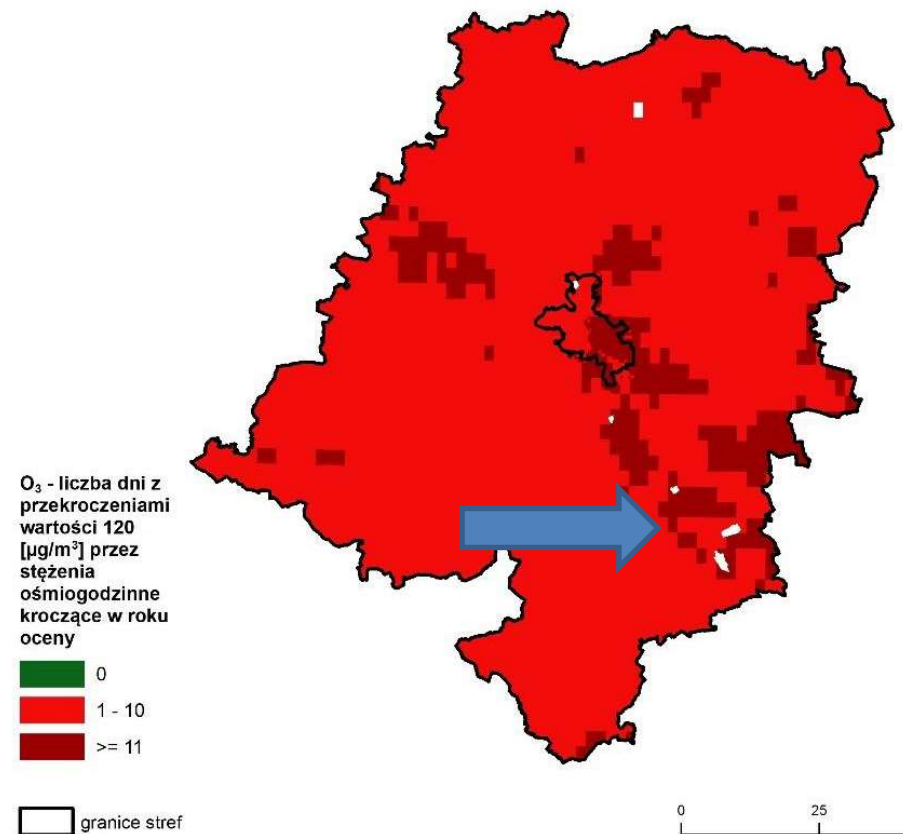 O₃ - liczba dni z
przekroczeniami
wartości 120
[µg/m³] przez
stężenia
ośmiogodzinne
kroczące w roku
oceny
0
1 - 10
>= 11
granice stref
0 25